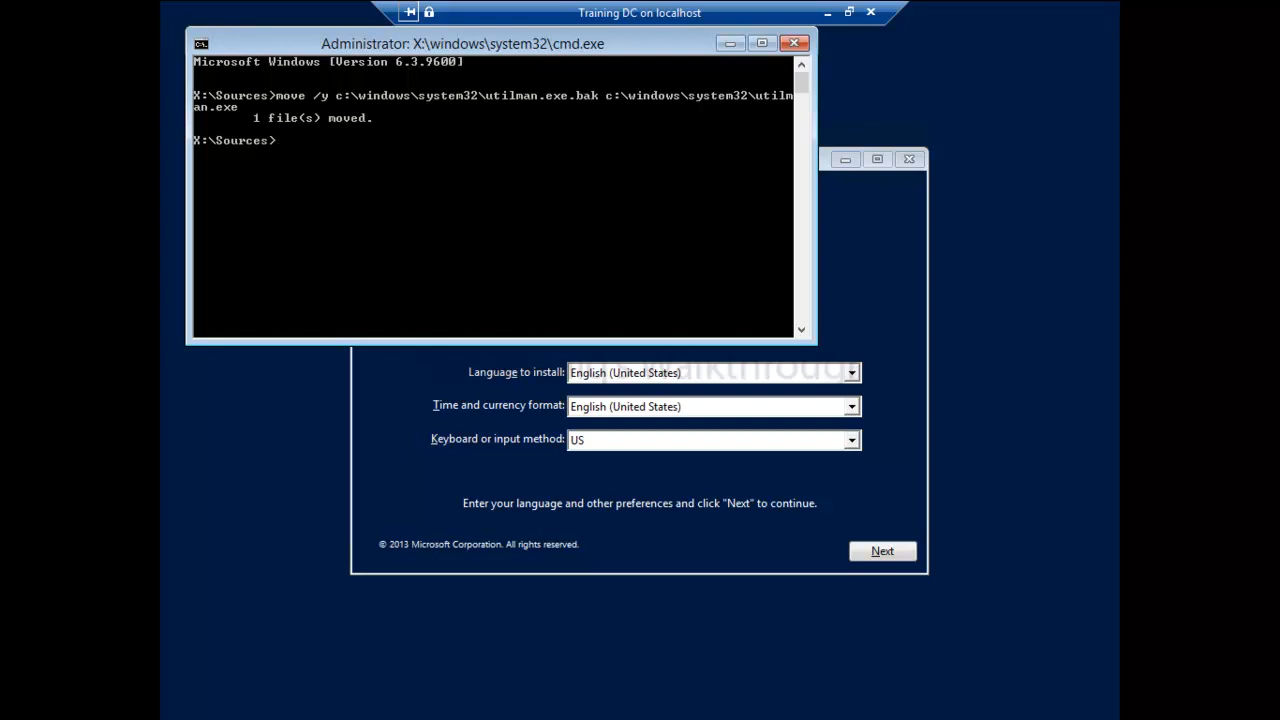 Training DC on localhost
Administrator: X:\windows\system32\cmd.exe
Microsoft Windows [Version 6.3.9600]
X:\Sources>move /y c:\windows\system32\utilman.exe.bak c:\windows\system32\utilm
an.exe
1 file(s) moved.
X:\Sources>
Language to install: English (United States)
Time and currency format: English (United States)
Keyboard or input method: US
Enter your language and other preferences and click "Next" to continue.
© 2013 Microsoft Corporation. All rights reserved.
Next